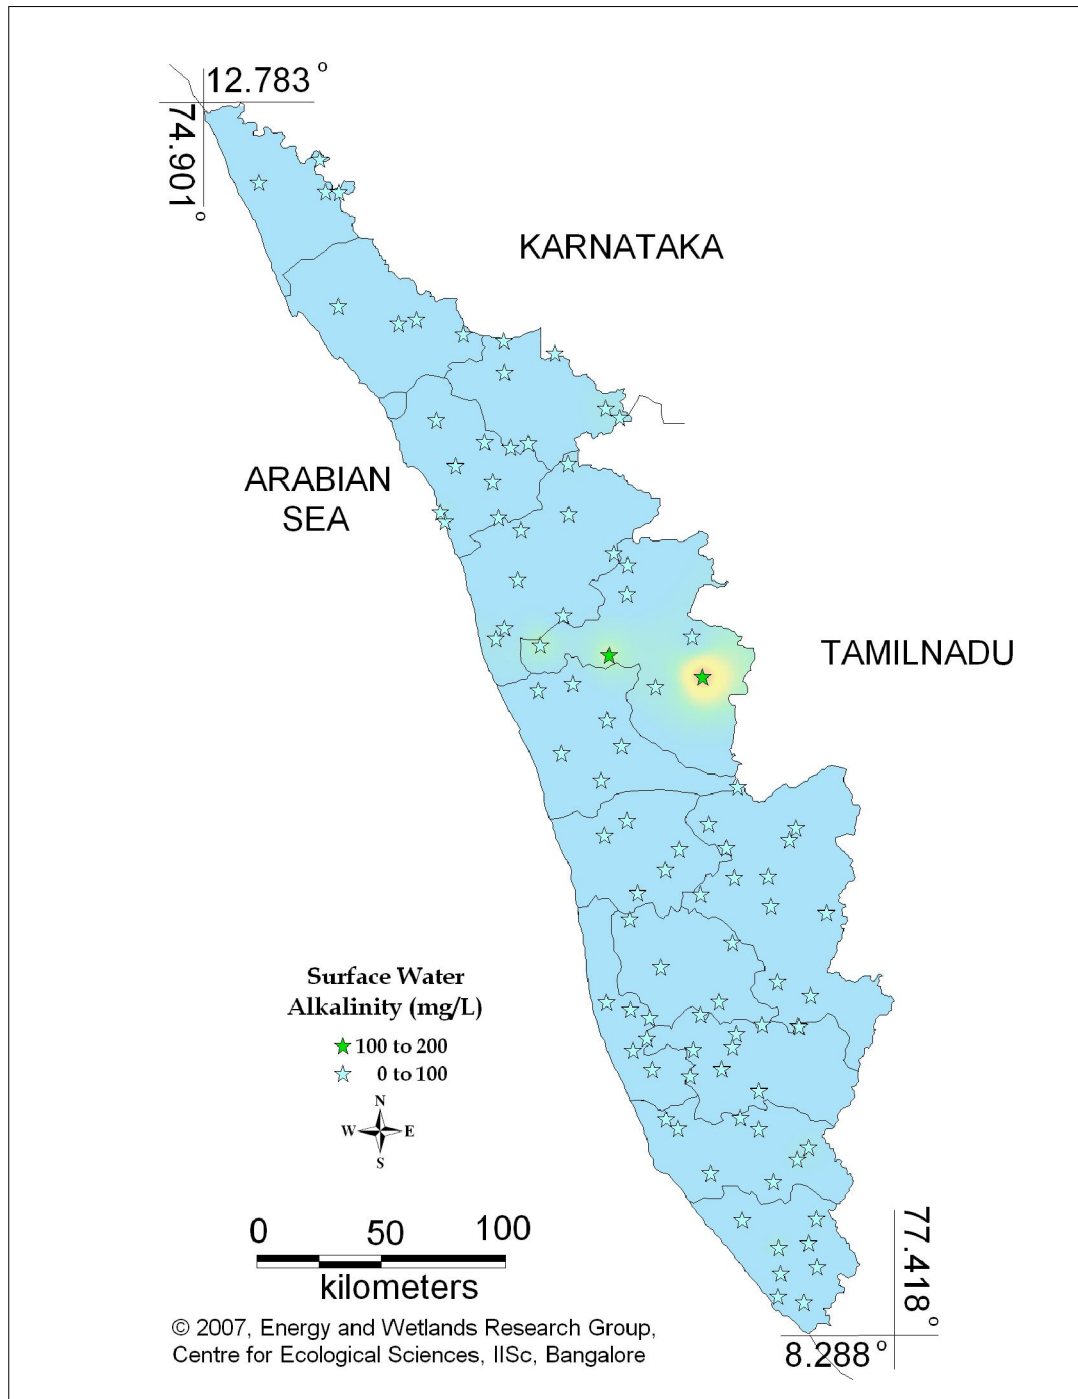 12.783 °
74.901 °
KARNATAKA
ARABIAN
SEA
TAMILNADU
Surface Water
Alkalinity (mg/L)
100 to 200
0 to 100
N
W E
S
0 50 100
kilometers
77.418 °
8.288 °
© 2007, Energy and Wetlands Research Group,
Centre for Ecological Sciences, IISc, Bangalore